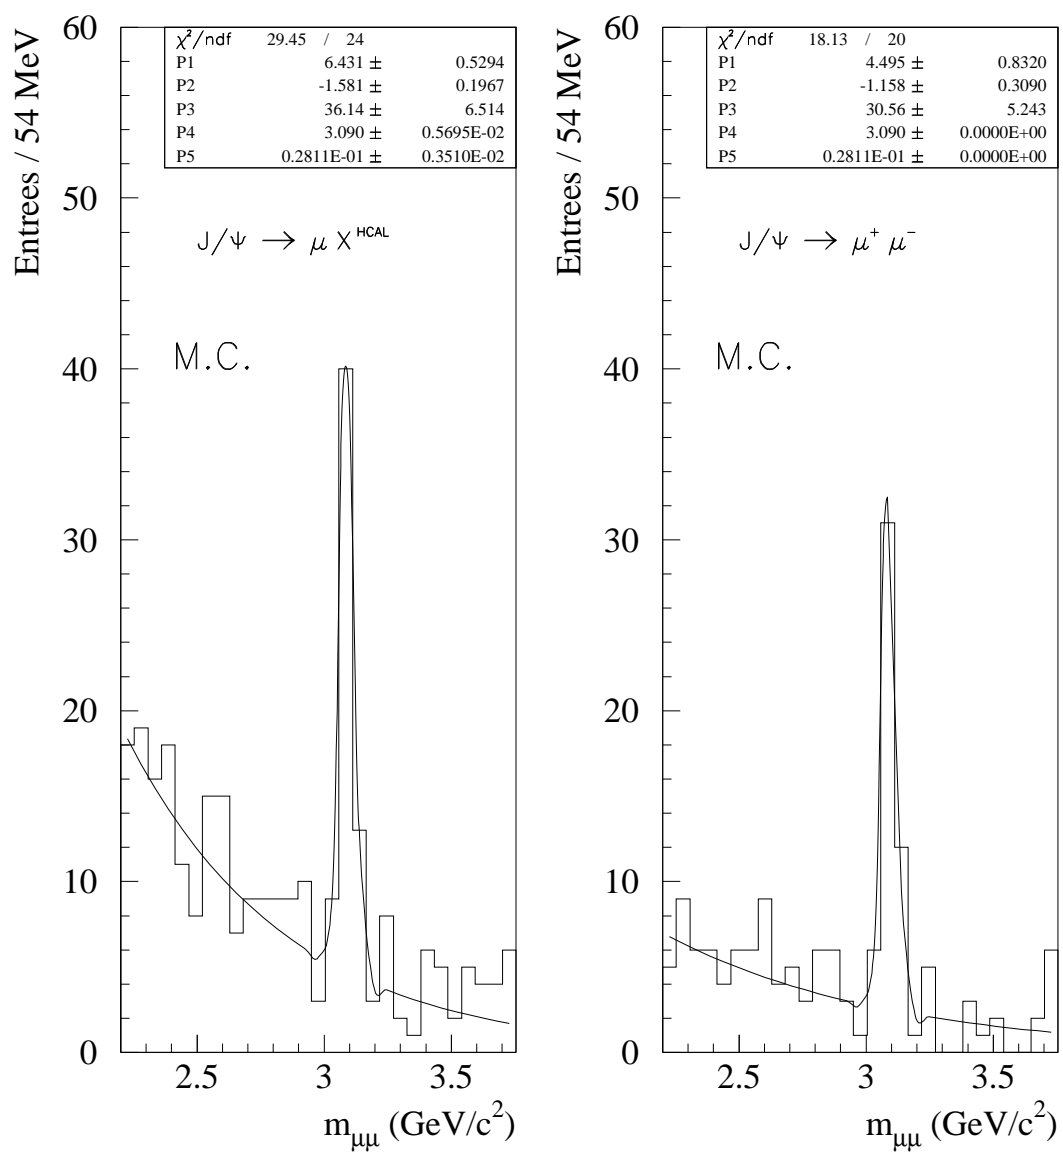 Entrees / 54 MeV
χ²/ndf 29.45 / 24
P1 6.431 ± 0.5294
P2 -1.581 ± 0.1967
P3 36.14 ± 6.514
P4 3.090 ± 0.5695E-02
P5 0.2811E-01 ± 0.3510E-02
J/Ψ → μ X^HCAL
M.C.
60
50
40
30
20
10
0
2.5 3 3.5
m_μμ (GeV/c²)
Entrees / 54 MeV
χ²/ndf 18.13 / 20
P1 4.495 ± 0.8320
P2 -1.158 ± 0.3090
P3 30.56 ± 5.243
P4 3.090 ± 0.0000E+00
P5 0.2811E-01 ± 0.0000E+00
J/Ψ → μ⁺ μ⁻
M.C.
60
50
40
30
20
10
0
2.5 3 3.5
m_μμ (GeV/c²)